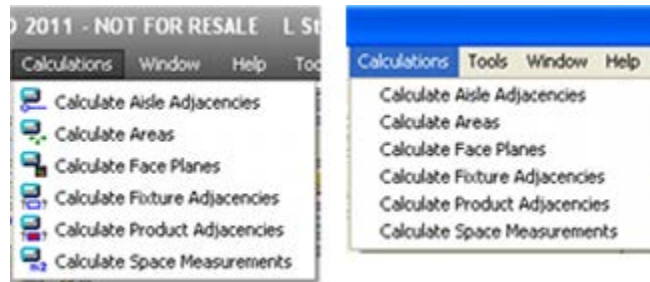 2011 - NOT FOR RESALE L St
Calculations Window Help Too
Calculate Aisle Adjacencies
Calculate Areas
Calculate Face Planes
Calculate Fixture Adjacencies
Calculate Product Adjacencies
Calculate Space Measurements
Calculations Tools Window Help
Calculate Aisle Adjacencies
Calculate Areas
Calculate Face Planes
Calculate Fixture Adjacencies
Calculate Product Adjacencies
Calculate Space Measurements